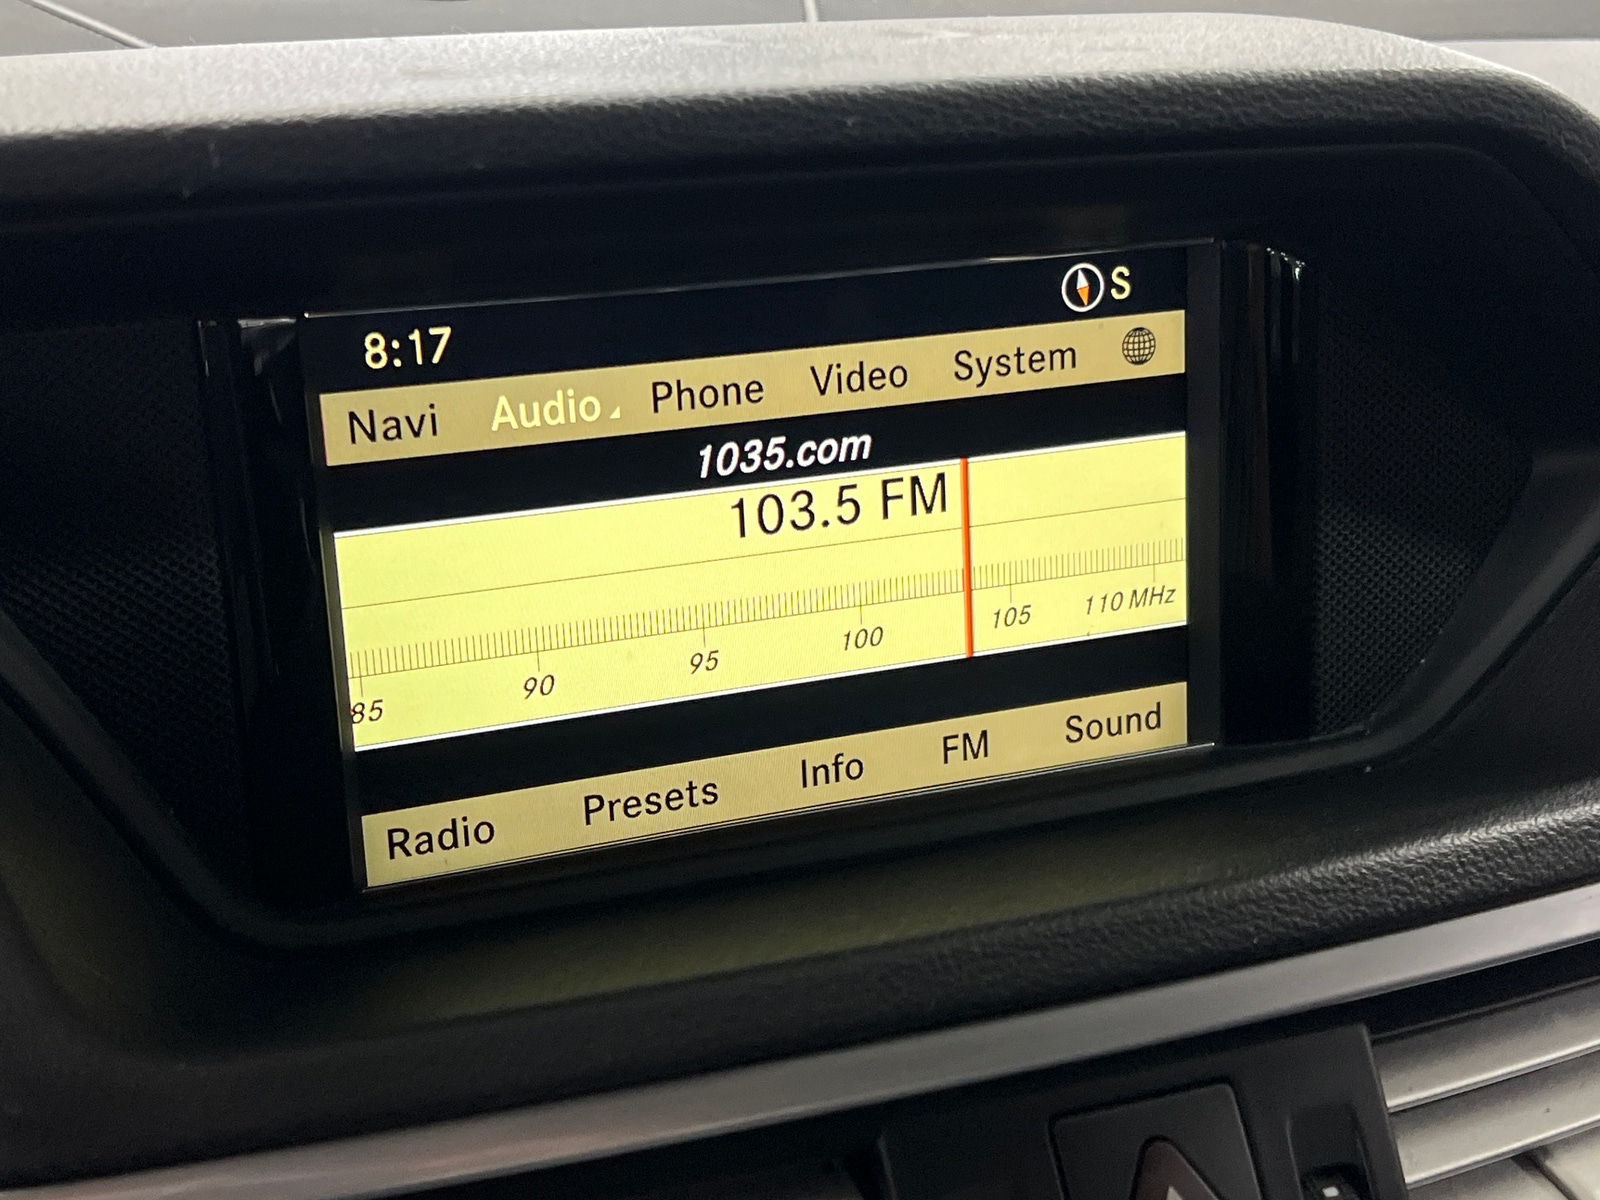 8:17 S
Navi Audio Phone Video System
1035.com
103.5 FM
85 90 95 100 105 110 MHz
Radio Presets Info FM Sound